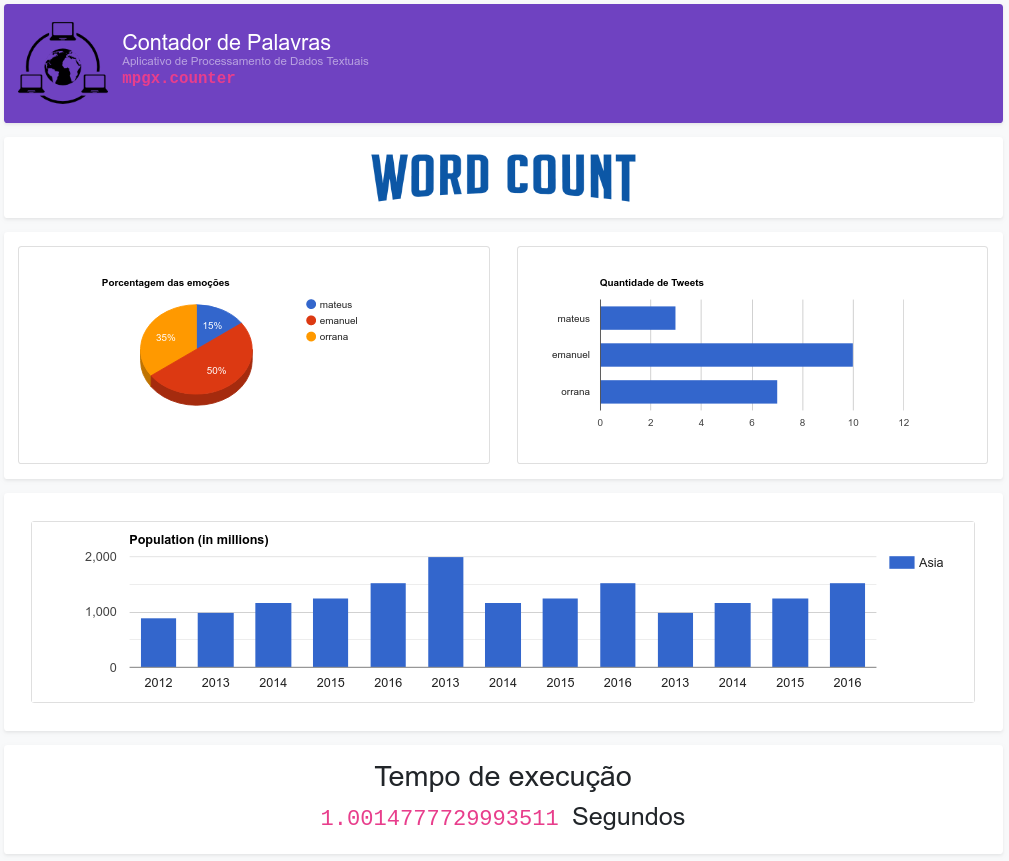 Contador de Palavras
Aplicativo de Processamento de Dados Textuais
mpgx.counter
WORD COUNT
Porcentagem das emoções
mateus
emanuel
orrana
15%
35%
50%
Quantidade de Tweets
mateus
emanuel
orrana
0 2 4 6 8 10 12
Population (in millions)
2,000
1,000
0
Asia
2012 2013 2014 2015 2016 2013 2014 2015 2016 2013 2014 2015 2016
Tempo de execução
1.0014777729993511 Segundos